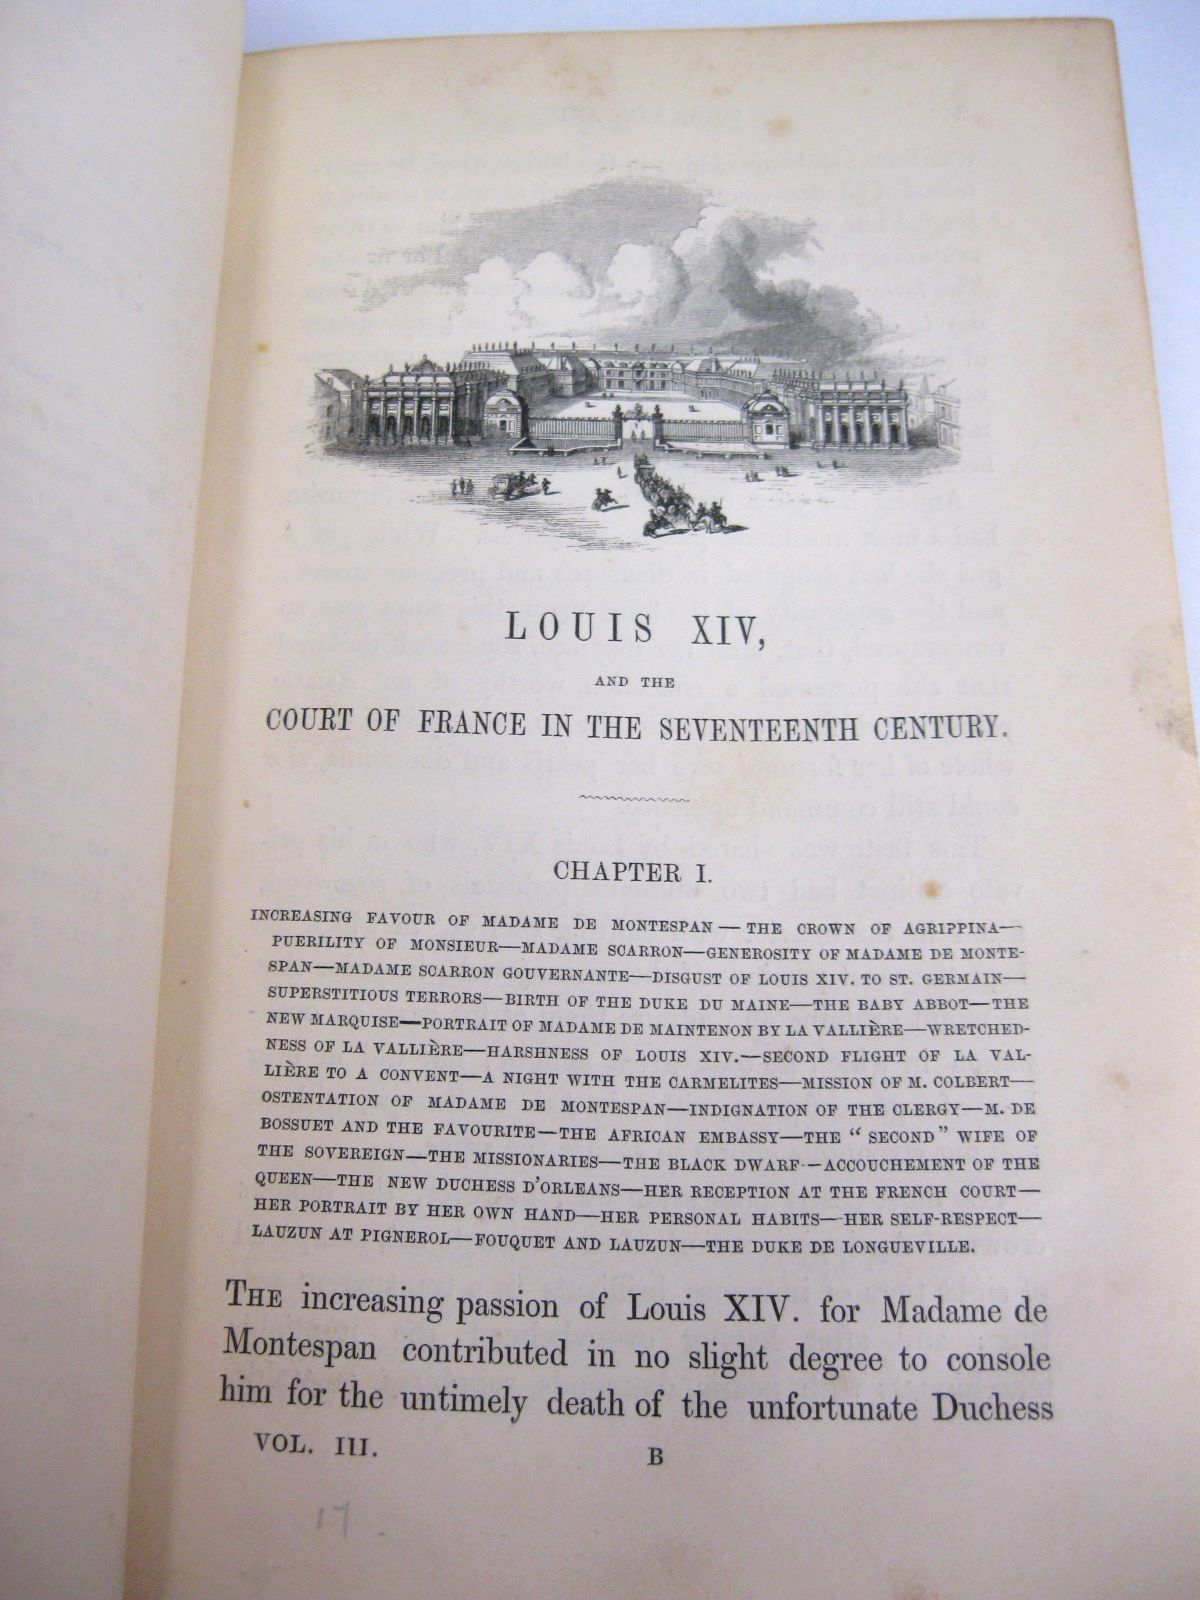 LOUIS XIV,
AND THE
COURT OF FRANCE IN THE SEVENTEENTH CENTURY.
CHAPTER I.
INCREASING FAVOUR OF MADAME DE MONTESPAN — THE CROWN OF AGRIPPINA—
PUERILITY OF MONSIEUR—MADAME SCARRON—GENEROSITY OF MADAME DE MONTE-
SPAN—MADAME SCARRON GOUVERNANTE—DISGUST OF LOUIS XIV. TO ST. GERMAIN—
SUPERSTITIOUS TERRORS—BIRTH OF THE DUKE DU MAINE—THE BABY ABBOT—THE
NEW MARQUISE—PORTRAIT OF MADAME DE MAINTENON BY LA VALLIÈRE—WRETCHED-
NESS OF LA VALLIÈRE—HARSHNESS OF LOUIS XIV.—SECOND FLIGHT OF LA VAL-
LIÈRE TO A CONVENT—A NIGHT WITH THE CARMELITES—MISSION OF M. COLBERT—
OSTENTATION OF MADAME DE MONTESPAN—INDIGNATION OF THE CLERGY—M. DE
BOSSUET AND THE FAVOURITE—THE AFRICAN EMBASSY—THE "SECOND" WIFE OF
THE SOVEREIGN—THE MISSIONARIES—THE BLACK DWARF—ACCOUCHEMENT OF THE
QUEEN—THE NEW DUCHESS D'ORLEANS—HER RECEPTION AT THE FRENCH COURT—
HER PORTRAIT BY HER OWN HAND—HER PERSONAL HABITS—HER SELF-RESPECT—
LAUZUN AT PIGNEROL—FOUQUET AND LAUZUN—THE DUKE DE LONGUEVILLE.
THE increasing passion of Louis XIV. for Madame de
Montespan contributed in no slight degree to console
him for the untimely death of the unfortunate Duchess
VOL. III. B
17.